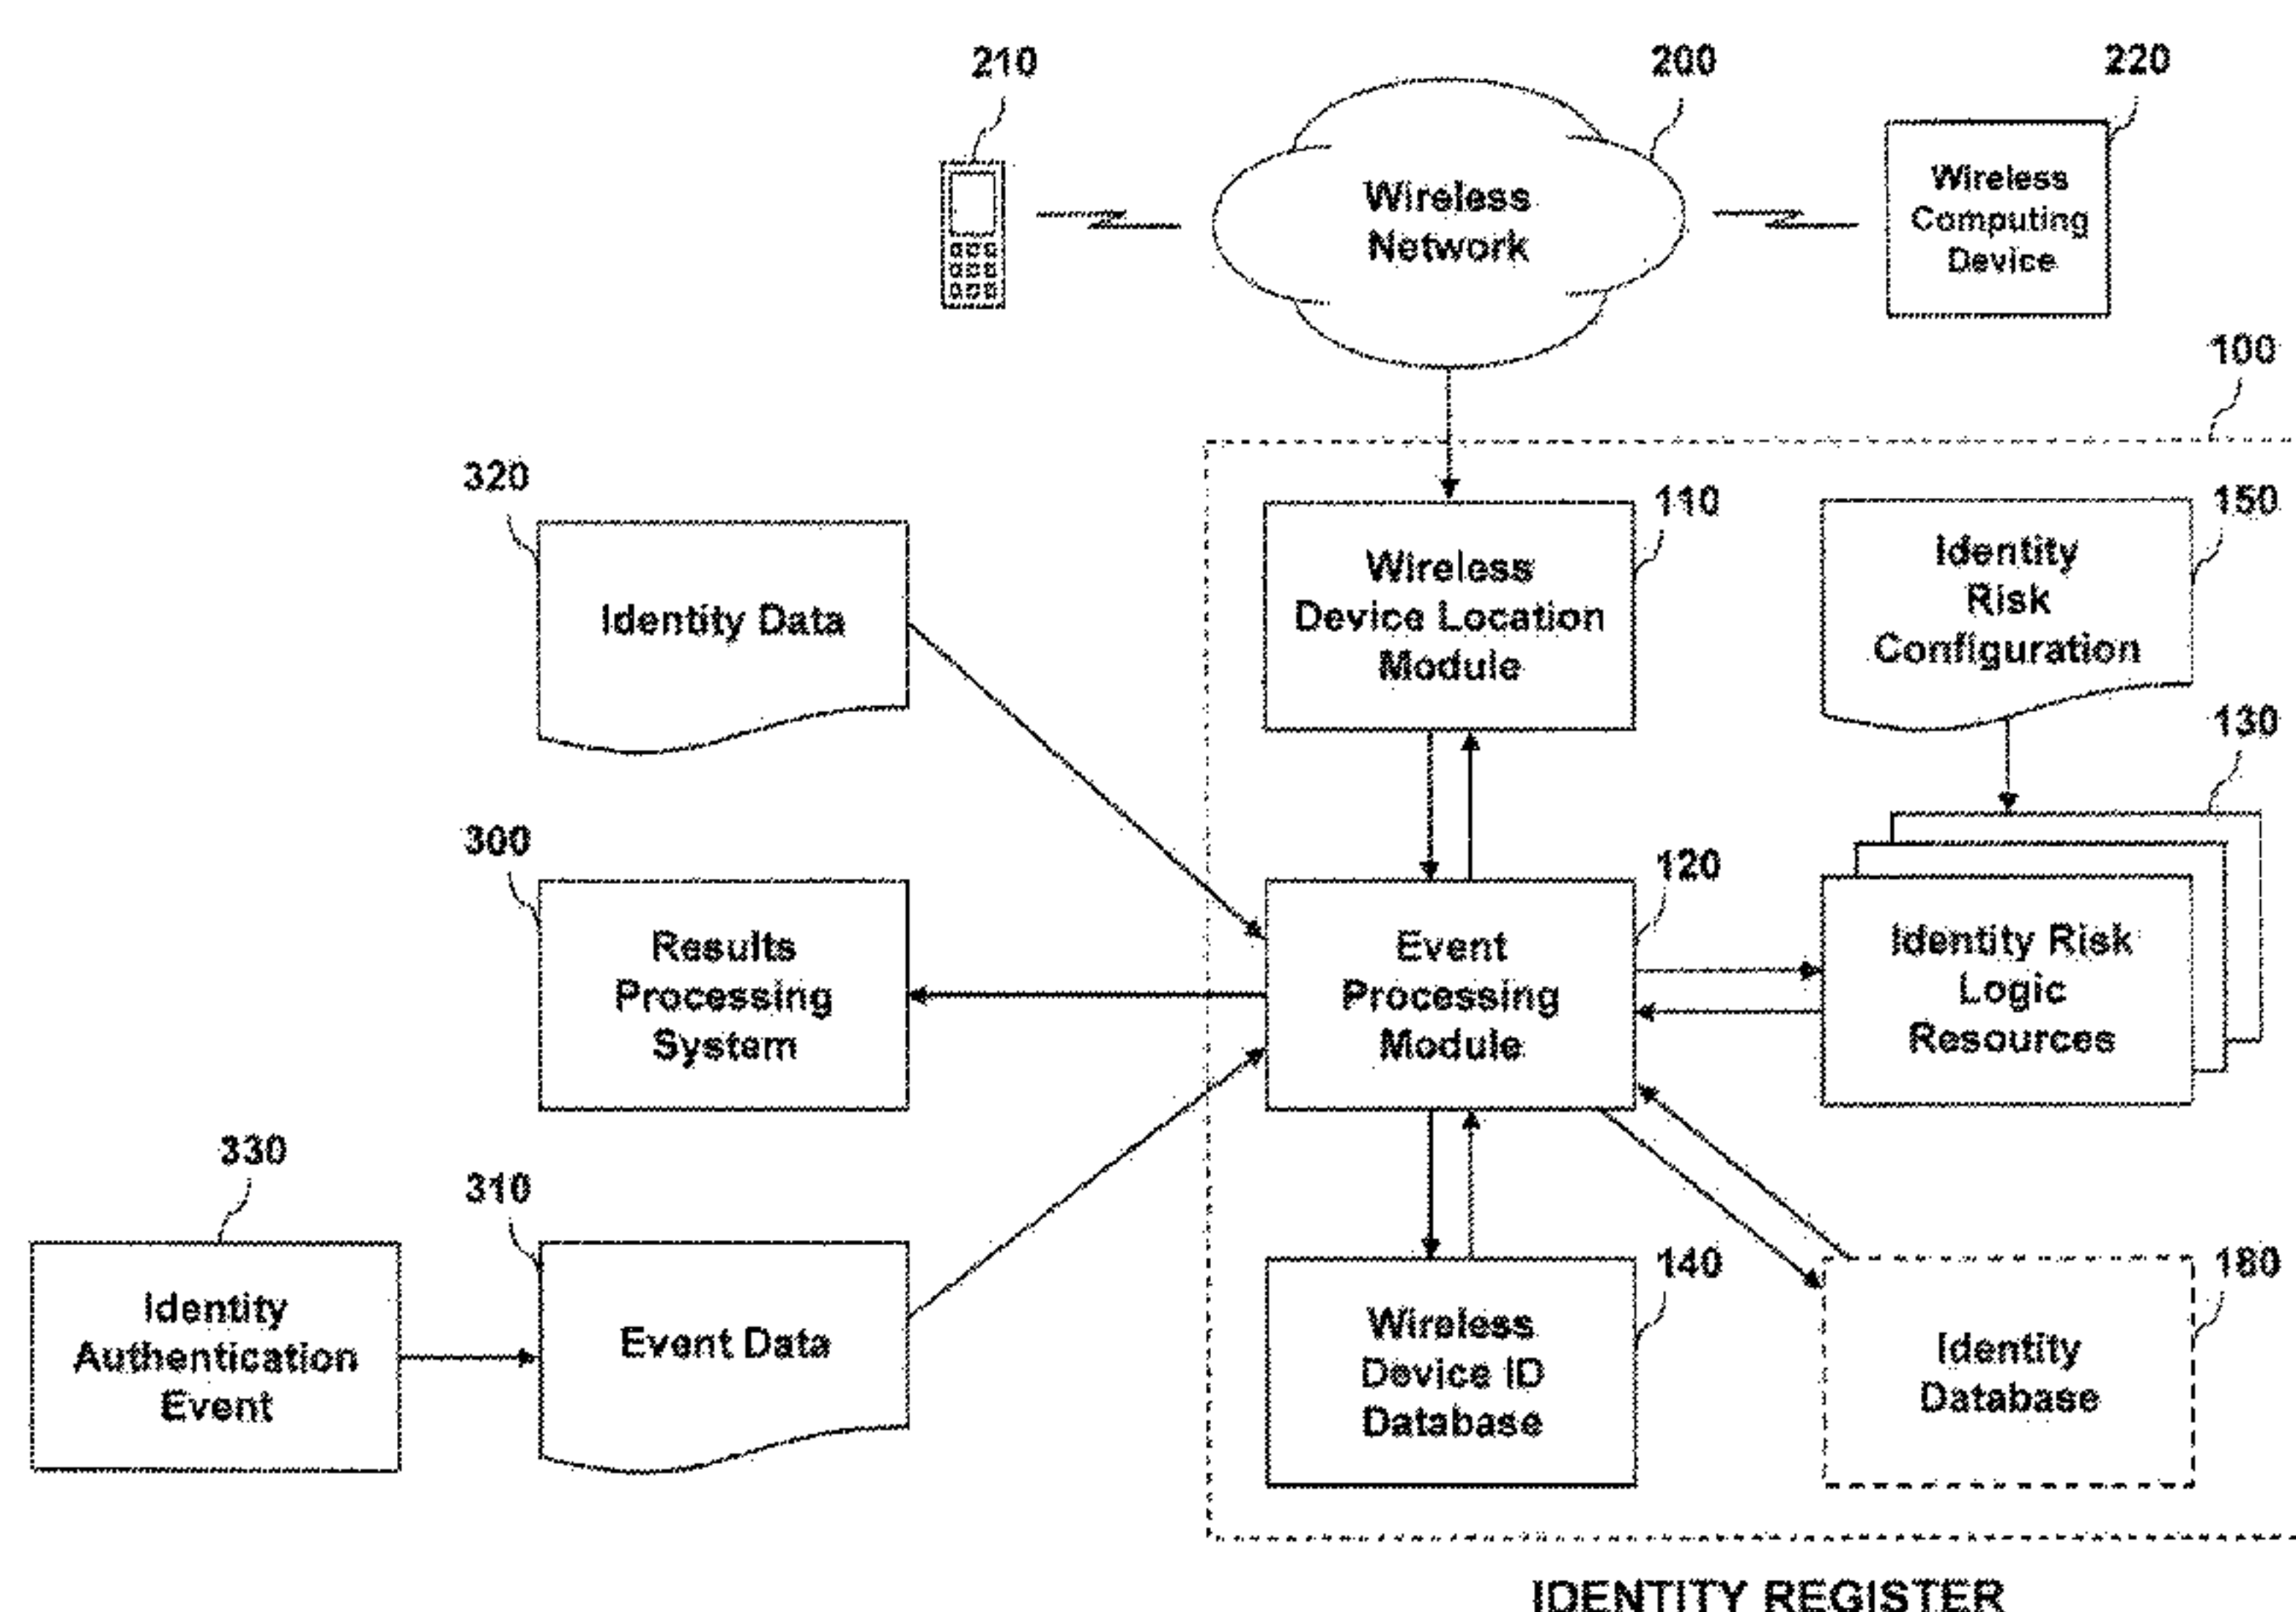 210
200
220
Wireless
Network
Wireless
Computing
Device
100
320
110
150
Identity Data
Wireless
Device Location
Module
Identity
Risk
Configuration
130
300
120
Results
Processing
System
Event
Processing
Module
Identity Risk
Logic
Resources
330
310
140
180
Identity
Authentication
Event
Event Data
Wireless
Device ID
Database
Identity
Database
IDENTITY REGISTER